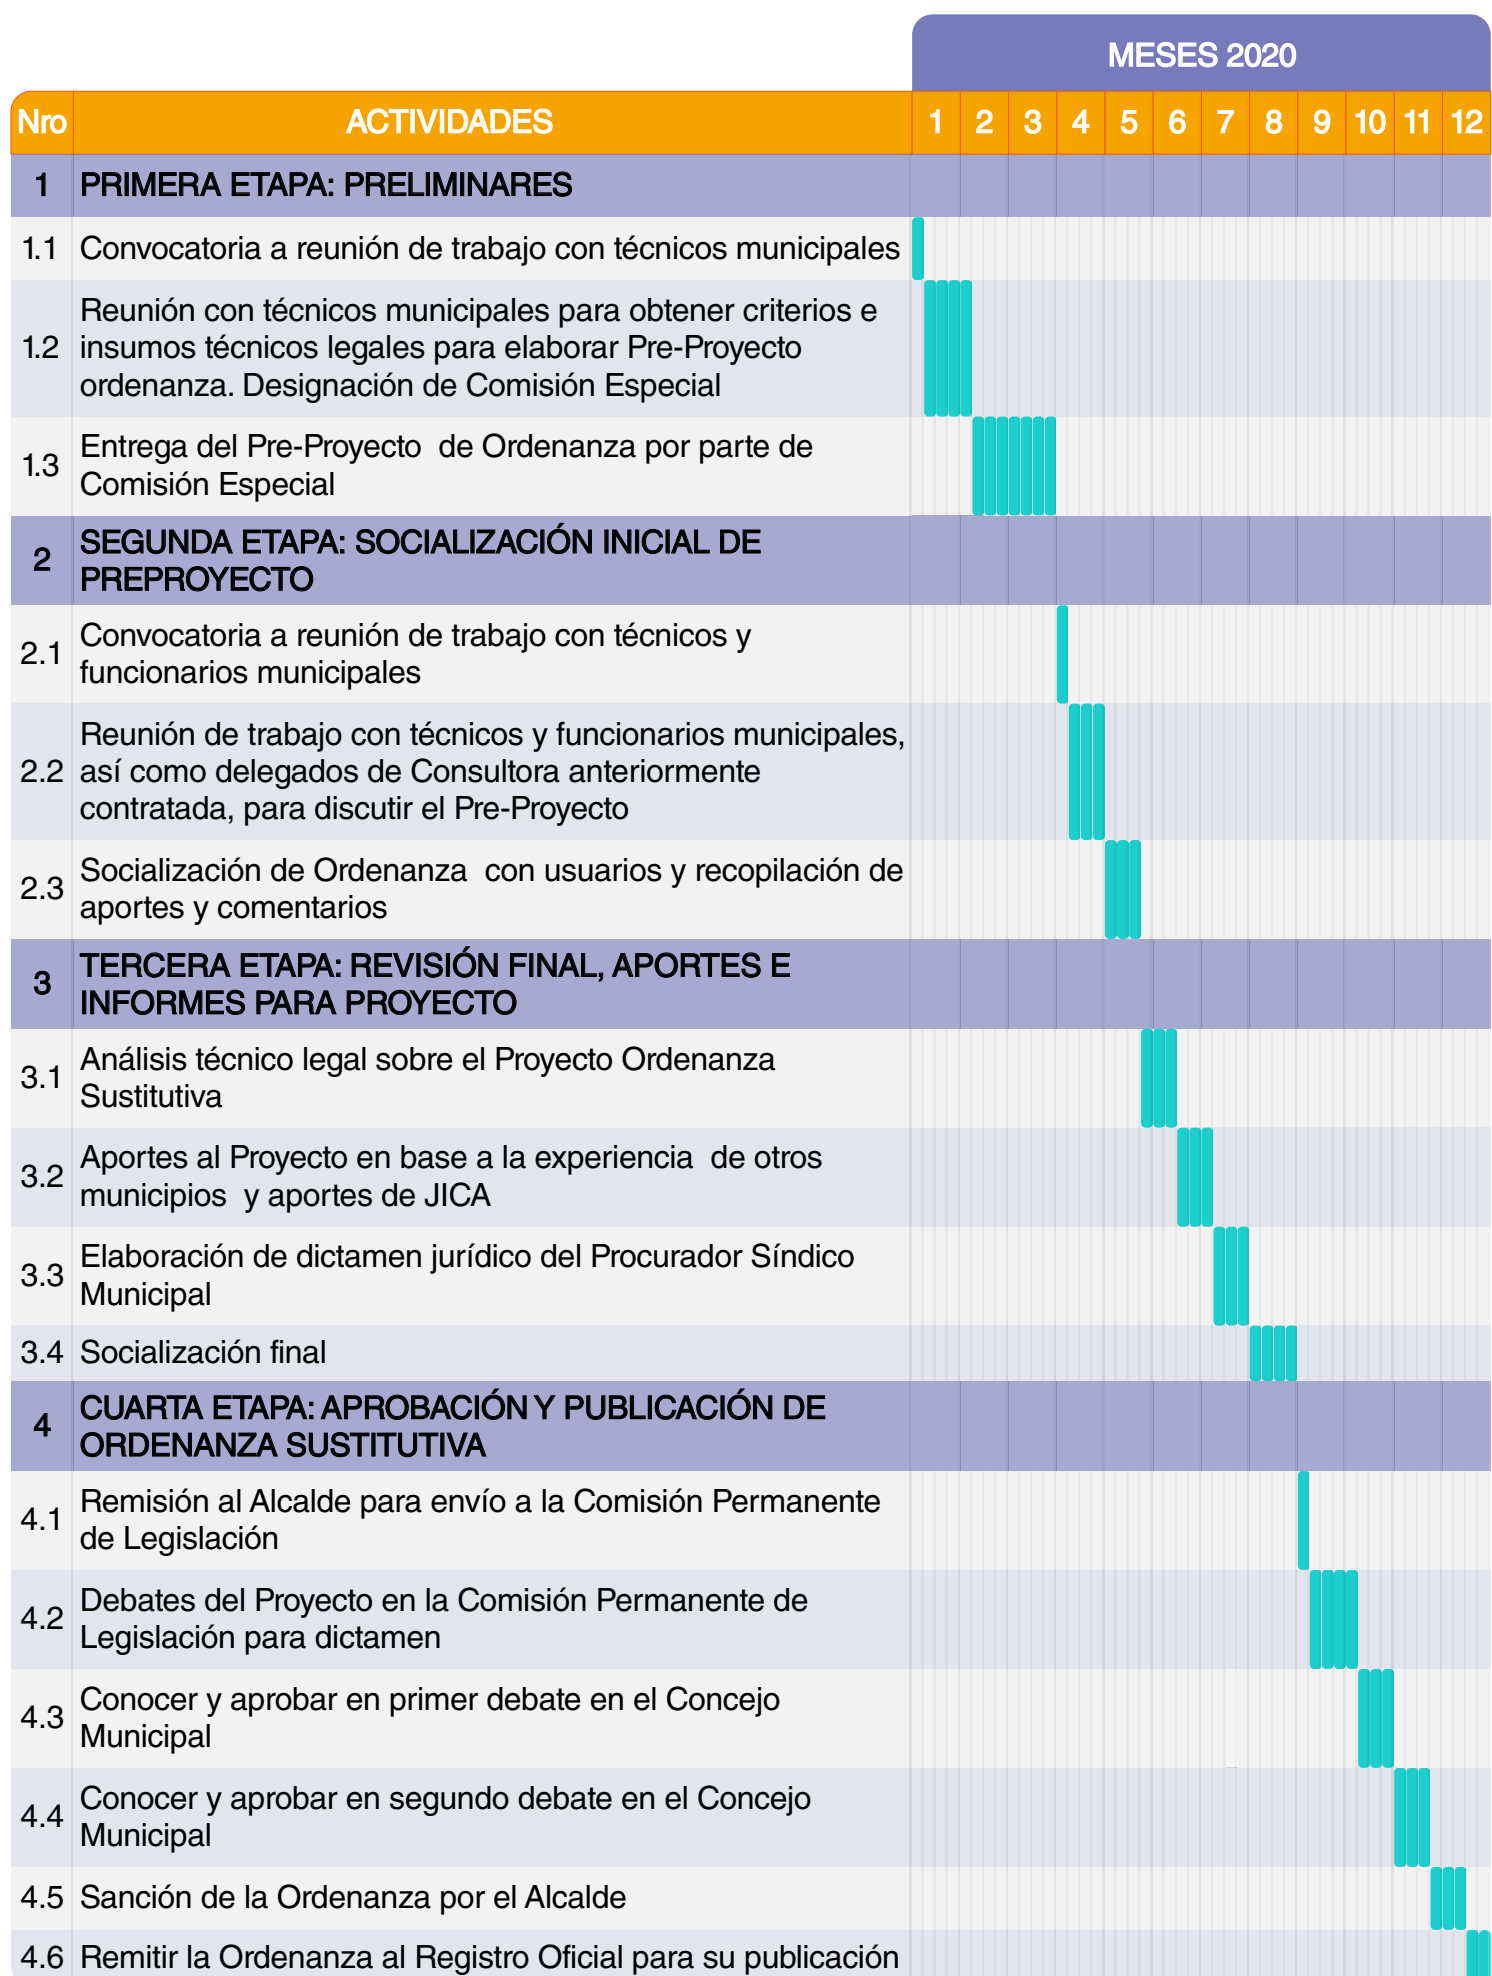 MESES 2020
Nro ACTIVIDADES 1 2 3 4 5 6 7 8 9 10 11 12
1 PRIMERA ETAPA: PRELIMINARES
1.1 Convocatoria a reunión de trabajo con técnicos municipales
Reunión con técnicos municipales para obtener criterios e
1.2 insumos técnicos legales para elaborar Pre-Proyecto
ordenanza. Designación de Comisión Especial
1.3 Entrega del Pre-Proyecto de Ordenanza por parte de
Comisión Especial
2 SEGUNDA ETAPA: SOCIALIZACIÓN INICIAL DE
PREPROYECTO
2.1 Convocatoria a reunión de trabajo con técnicos y
funcionarios municipales
Reunión de trabajo con técnicos y funcionarios municipales,
2.2 así como delegados de Consultora anteriormente
contratada, para discutir el Pre-Proyecto
2.3 Socialización de Ordenanza con usuarios y recopilación de
aportes y comentarios
3 TERCERA ETAPA: REVISIÓN FINAL, APORTES E
INFORMES PARA PROYECTO
3.1 Análisis técnico legal sobre el Proyecto Ordenanza
Sustitutiva
3.2 Aportes al Proyecto en base a la experiencia de otros
municipios y aportes de JICA
3.3 Elaboración de dictamen jurídico del Procurador Síndico
Municipal
3.4 Socialización final
4 CUARTA ETAPA: APROBACIÓN Y PUBLICACIÓN DE
ORDENANZA SUSTITUTIVA
4.1 Remisión al Alcalde para envío a la Comisión Permanente
de Legislación
4.2 Debates del Proyecto en la Comisión Permanente de
Legislación para dictamen
4.3 Conocer y aprobar en primer debate en el Concejo
Municipal
4.4 Conocer y aprobar en segundo debate en el Concejo
Municipal
4.5 Sanción de la Ordenanza por el Alcalde
4.6 Remitir la Ordenanza al Registro Oficial para su publicación